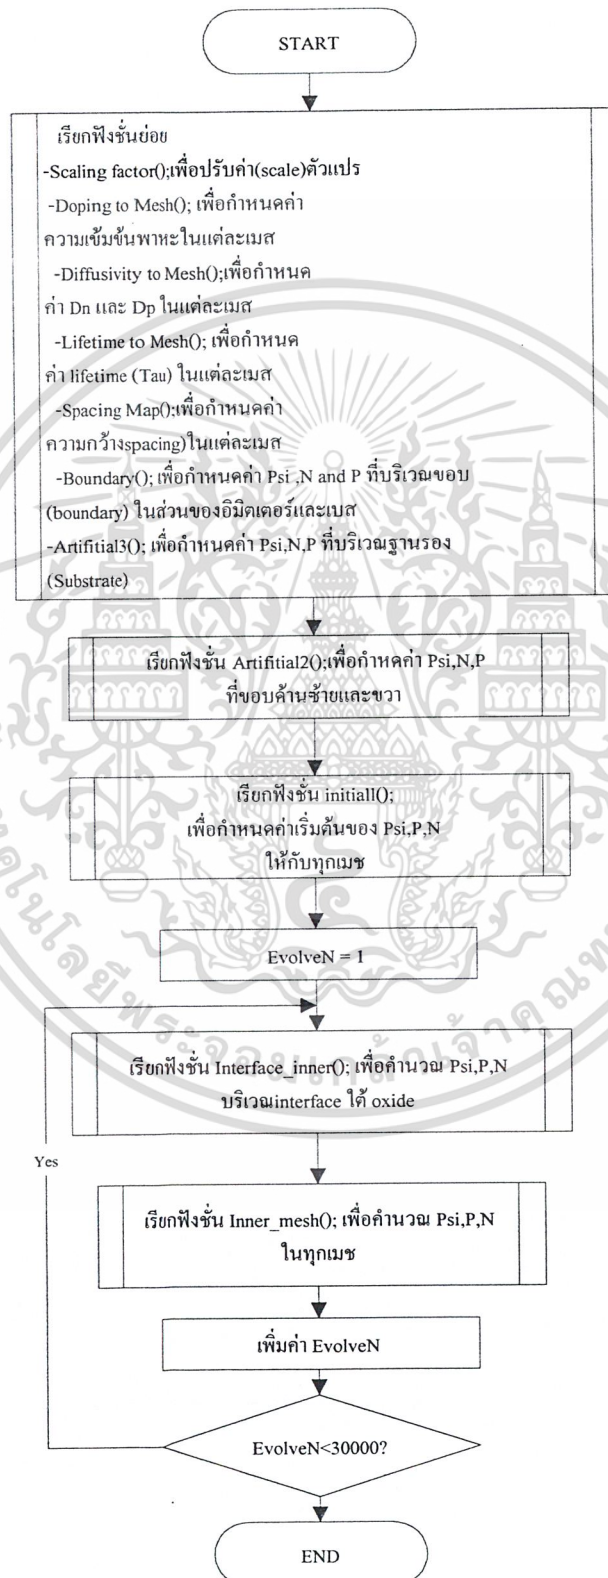 START
เรียกฟังชั่นย่อย
-Scaling factor();เพื่อปรับค่า(scale)ตัวแปร
-Doping to Mesh(); เพื่อกำหนดค่า
ความเข้มข้นพาหะในแต่ละเมส
-Diffusivity to Mesh();เพื่อกำหนด
ค่า Dn และ Dp ในแต่ละเมส
-Lifetime to Mesh(); เพื่อกำหนด
ค่า lifetime (Tau) ในแต่ละเมส
-Spacing Map();เพื่อกำหนดค่า
ความกว้างspacing)ในแต่ละเมส
-Boundary(); เพื่อกำหนดค่า Psi ,N and P ที่บริเวณขอบ
(boundary) ในส่วนของอิมิตเตอร์และเบส
-Artifitial3(); เพื่อกำหนดค่า Psi,N,P ที่บริเวณฐานรอง
(Substrate)
เรียกฟังชั่น Artifitial2();เพื่อกำหดค่า Psi,N,P
ที่ขอบด้านซ้ายและขวา
เรียกฟังชั่น initial1();
เพื่อกำหนดค่าเริ่มต้นของ Psi,P,N
ให้กับทุกเมช
EvolveN = 1
เรียกฟังชั่น Interface_inner(); เพื่อคำนวณ Psi,P,N
บริเวณinterface ใต้ oxide
Yes
เรียกฟังชั่น Inner_mesh(); เพื่อคำนวณ Psi,P,N
ในทุกเมช
เพิ่มค่า EvolveN
EvolveN<30000?
END